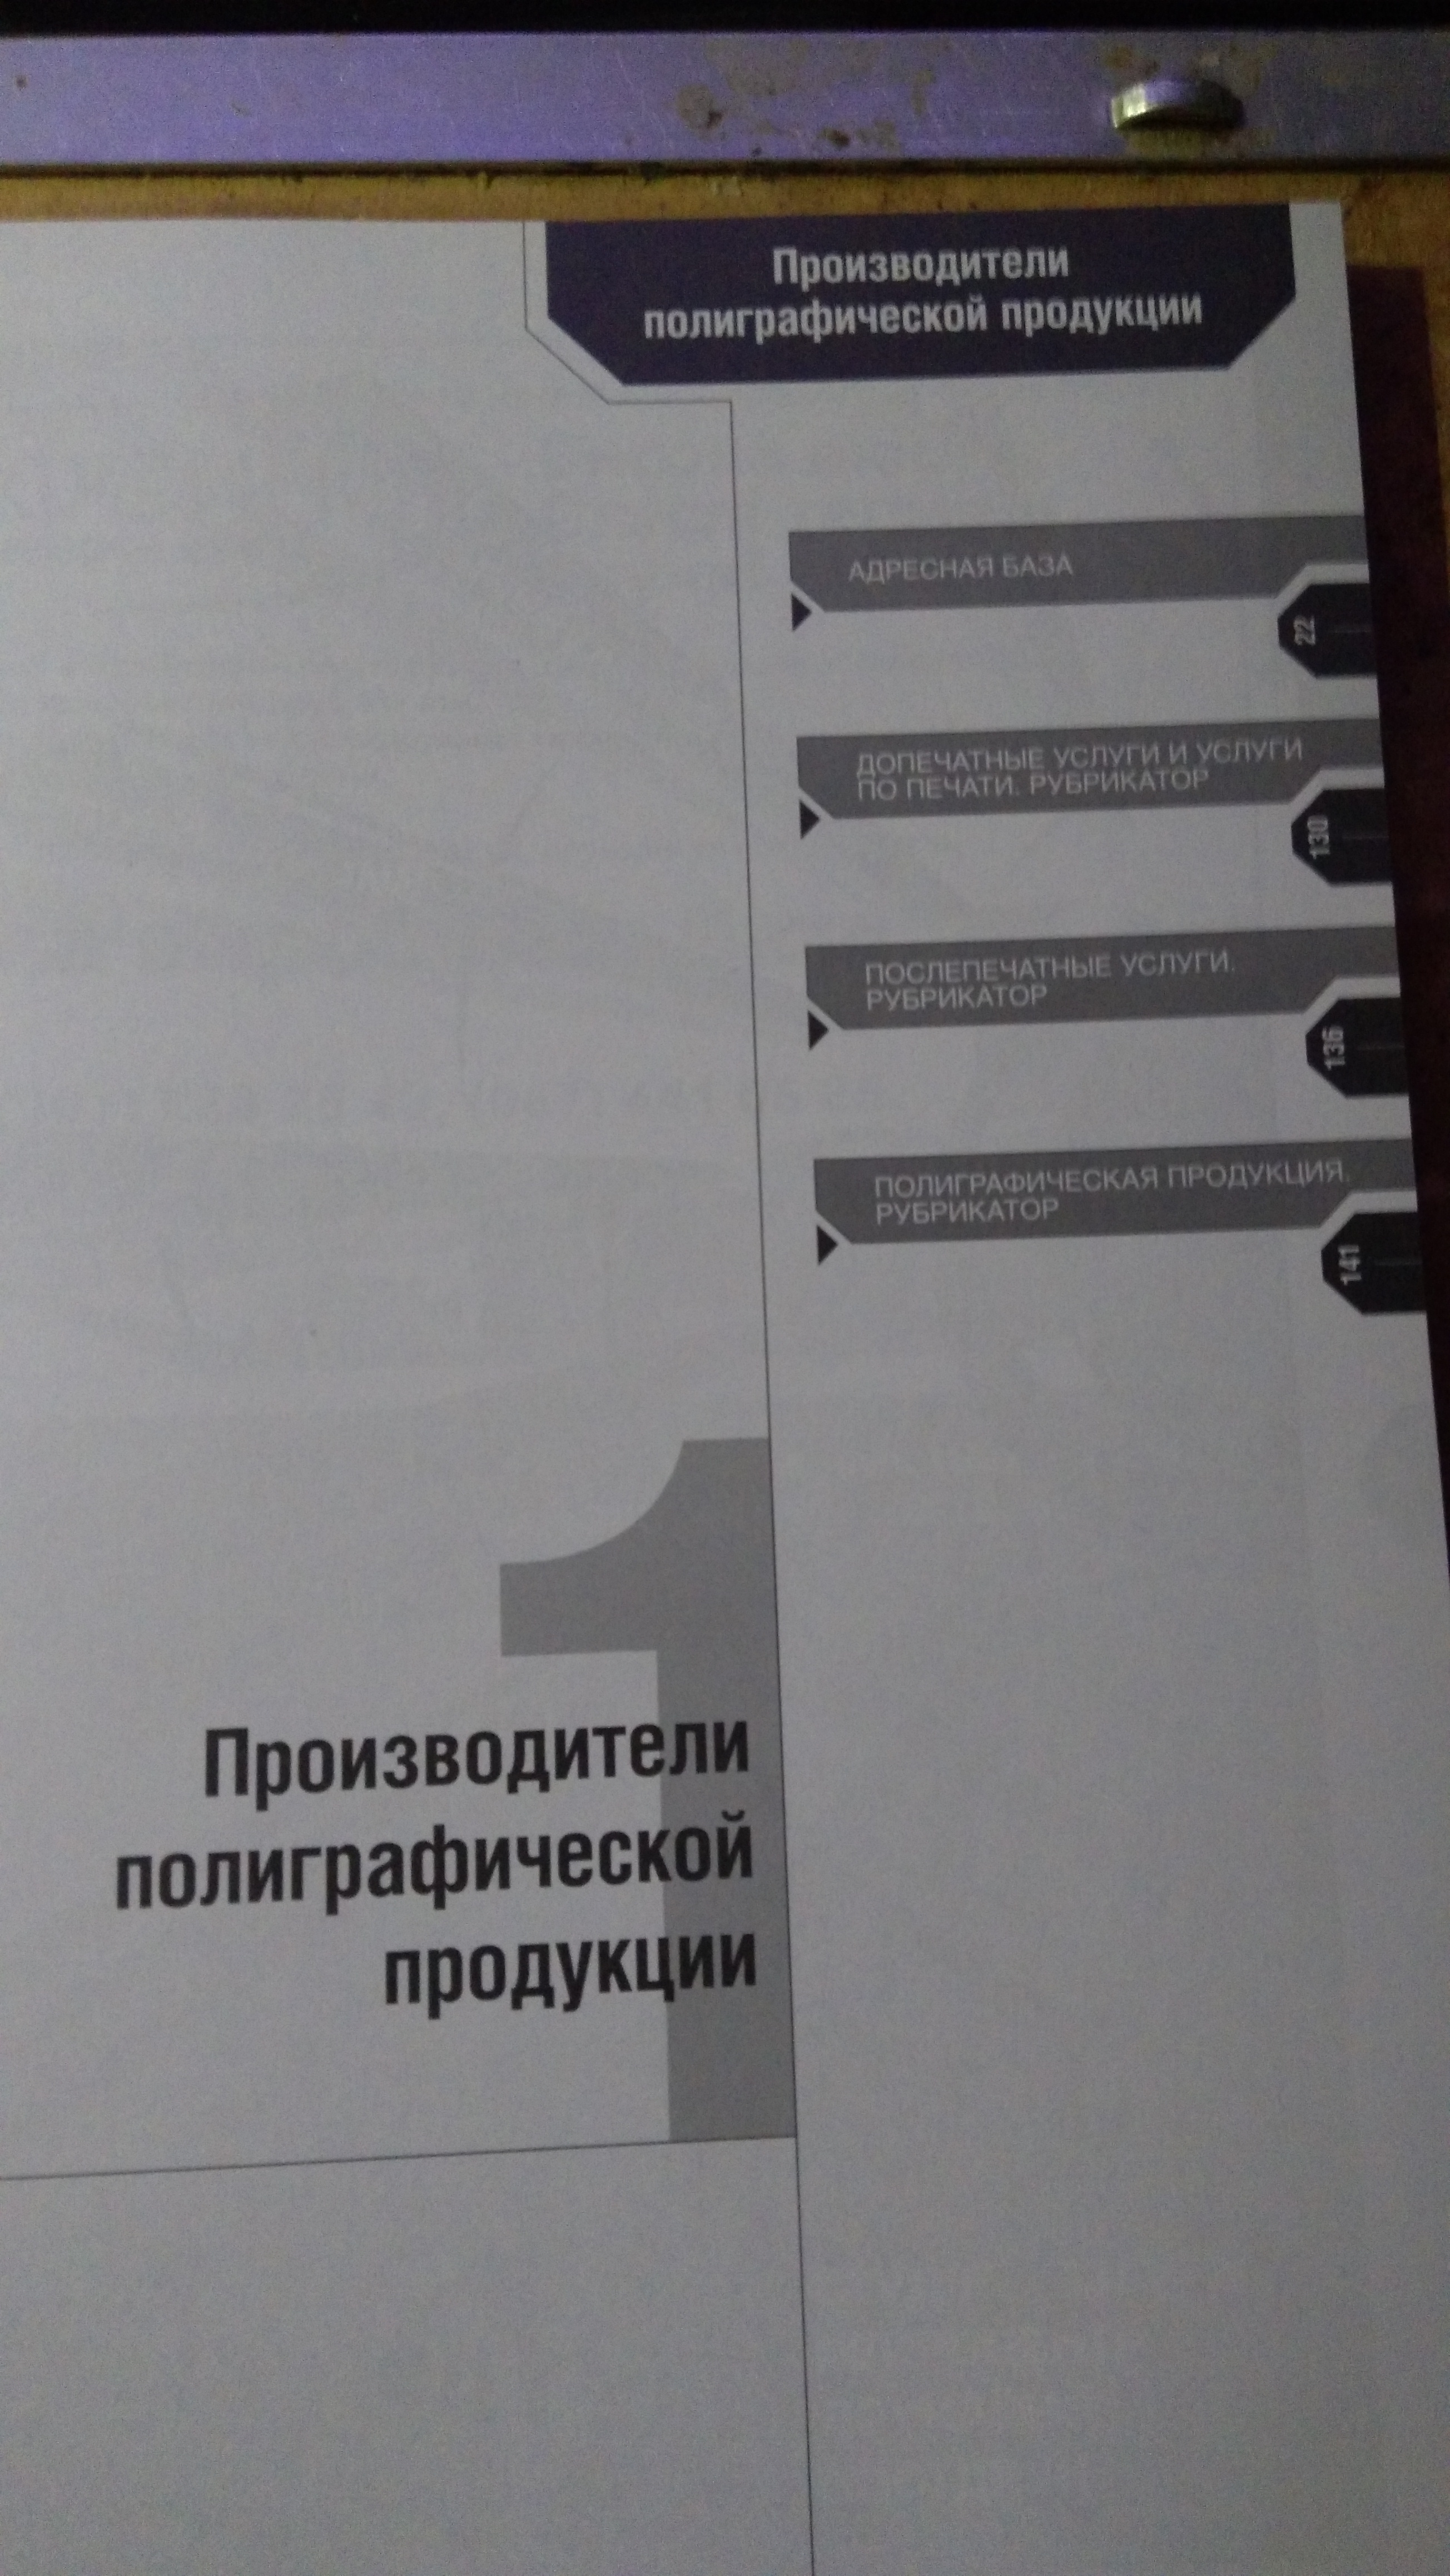 Производители
полиграфической продукции
АДРЕСНАЯ БАЗА
22
ДОПЕЧАТНЫЕ УСЛУГИ И УСЛУГИ
ПО ПЕЧАТИ. РУБРИКАТОР
130
ПОСЛЕПЕЧАТНЫЕ УСЛУГИ.
РУБРИКАТОР
136
ПОЛИГРАФИЧЕСКАЯ ПРОДУКЦИЯ.
РУБРИКАТОР
141
1
Производители
полиграфической
продукции